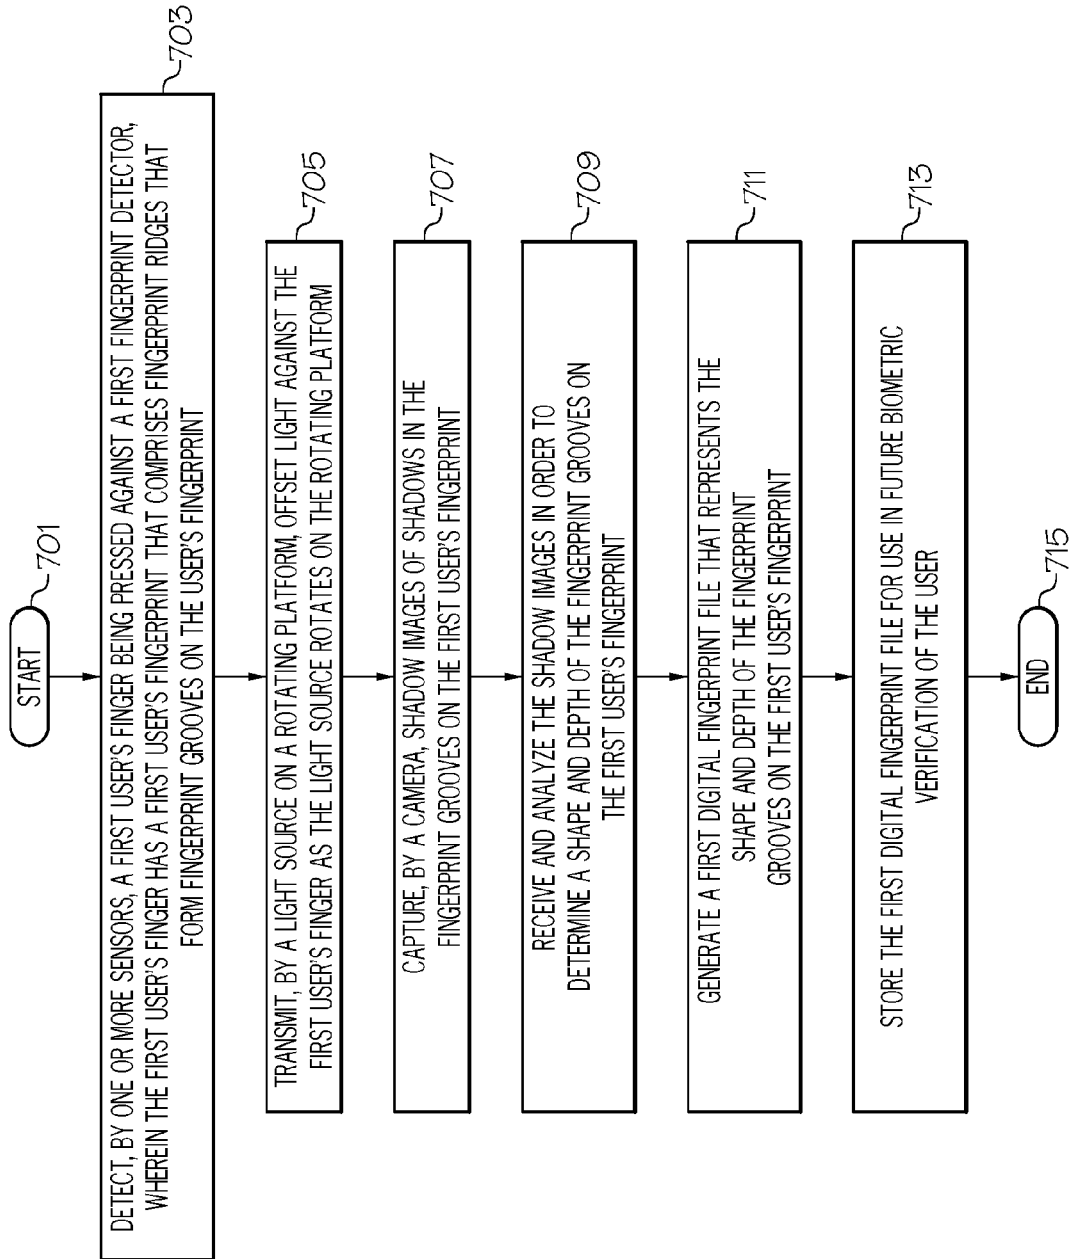 START
701
DETECT, BY ONE OR MORE SENSORS, A FIRST USER'S FINGER BEING PRESSED AGAINST A FIRST FINGERPRINT DETECTOR,
WHEREIN THE FIRST USER'S FINGER HAS A FIRST USER'S FINGERPRINT THAT COMPRISES FINGERPRINT RIDGES THAT
FORM FINGERPRINT GROOVES ON THE USER'S FINGERPRINT
703
TRANSMIT, BY A LIGHT SOURCE ON A ROTATING PLATFORM, OFFSET LIGHT AGAINST THE
FIRST USER'S FINGER AS THE LIGHT SOURCE ROTATES ON THE ROTATING PLATFORM
705
CAPTURE, BY A CAMERA, SHADOW IMAGES OF SHADOWS IN THE
FINGERPRINT GROOVES ON THE FIRST USER'S FINGERPRINT
707
RECEIVE AND ANALYZE THE SHADOW IMAGES IN ORDER TO
DETERMINE A SHAPE AND DEPTH OF THE FINGERPRINT GROOVES ON
THE FIRST USER'S FINGERPRINT
709
GENERATE A FIRST DIGITAL FINGERPRINT FILE THAT REPRESENTS THE
SHAPE AND DEPTH OF THE FINGERPRINT
GROOVES ON THE FIRST USER'S FINGERPRINT
711
STORE THE FIRST DIGITAL FINGERPRINT FILE FOR USE IN FUTURE BIOMETRIC
VERIFICATION OF THE USER
713
END
715